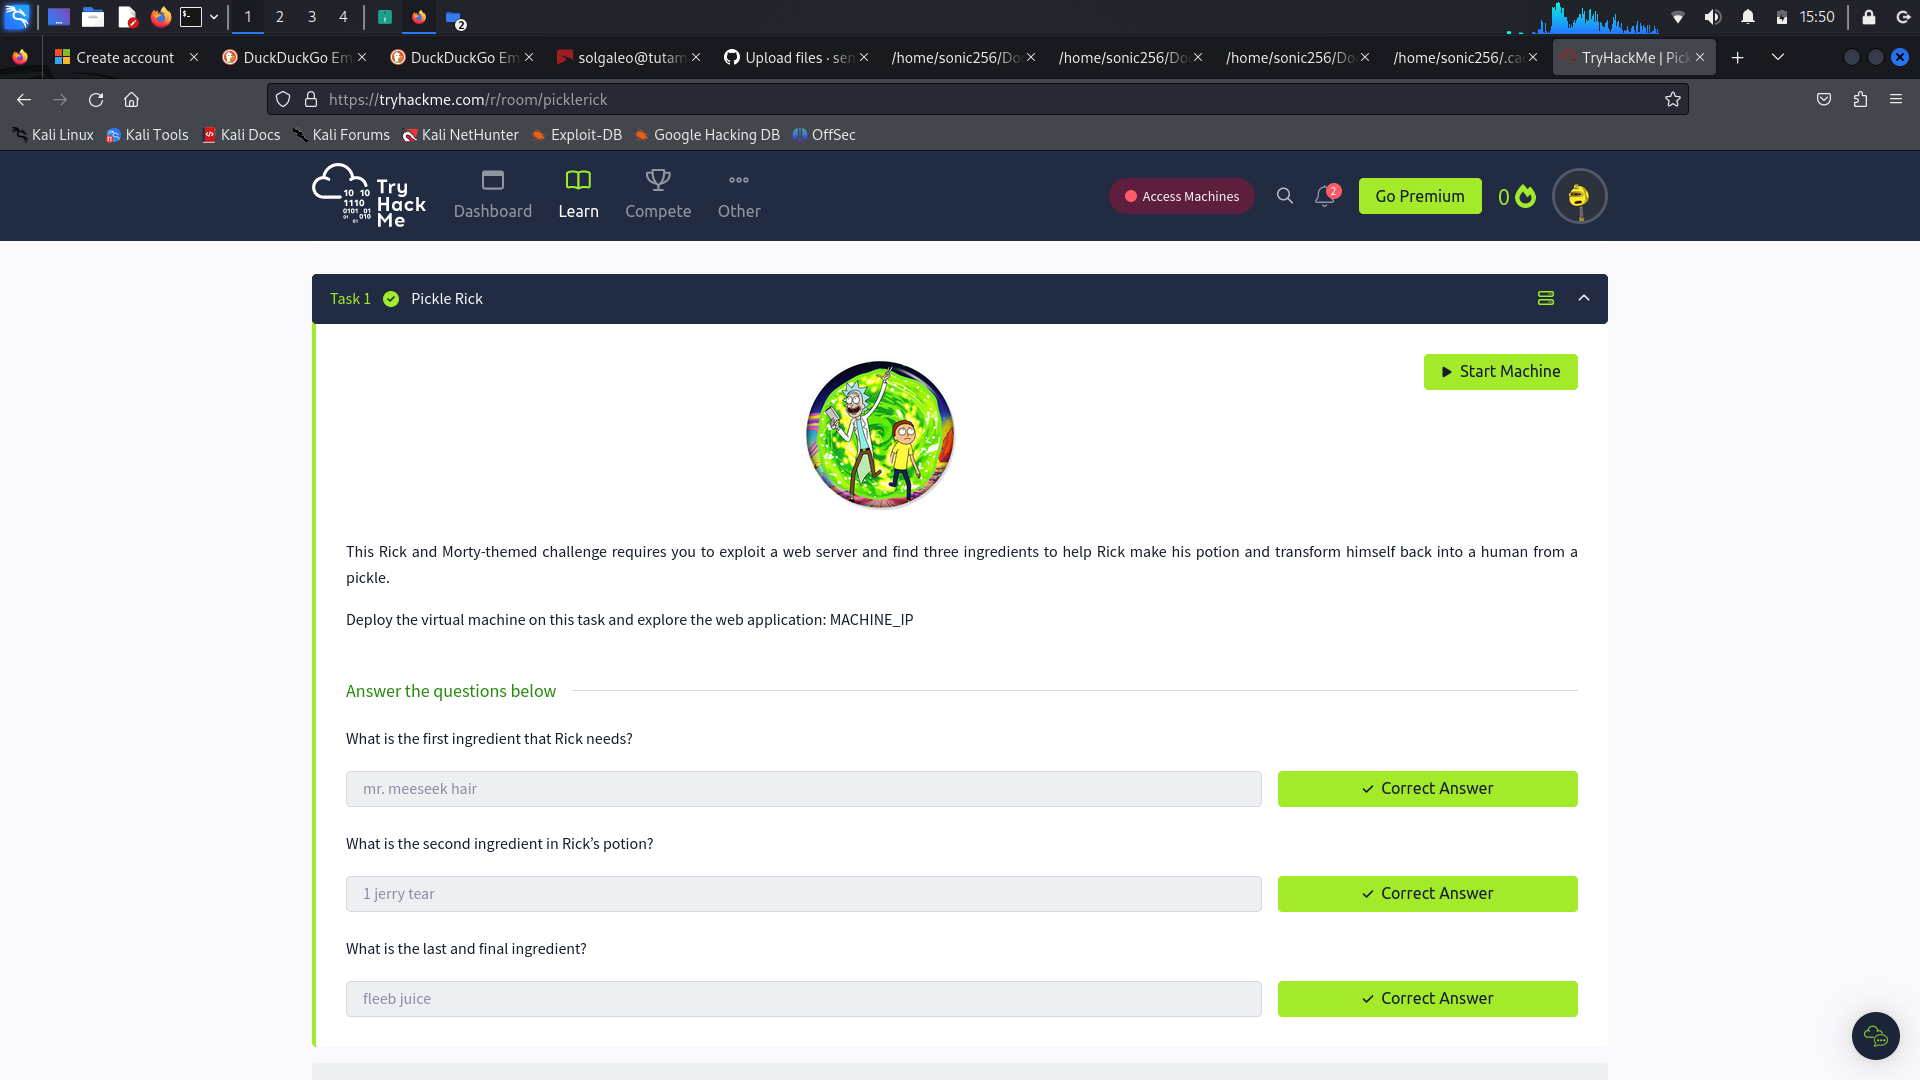 1 2 3 4 2 15:50
Create account DuckDuckGo Em DuckDuckGo Em solgaleo@tutam Upload files · sen /home/sonic256/Do /home/sonic256/Do /home/sonic256/Do /home/sonic256/.ca TryHackMe | Pick
https://tryhackme.com/r/room/picklerick
Kali Linux Kali Tools Kali Docs Kali Forums Kali NetHunter Exploit-DB Google Hacking DB OffSec
Try Hack Me
10 10
1110
0101 01
01 010
Dashboard Learn Compete Other Access Machines 2 Go Premium 0
Task 1 Pickle Rick
Start Machine
This Rick and Morty-themed challenge requires you to exploit a web server and find three ingredients to help Rick make his potion and transform himself back into a human from a
pickle.
Deploy the virtual machine on this task and explore the web application: MACHINE_IP
Answer the questions below
What is the first ingredient that Rick needs?
mr. meeseek hair Correct Answer
What is the second ingredient in Rick’s potion?
1 jerry tear Correct Answer
What is the last and final ingredient?
fleeb juice Correct Answer